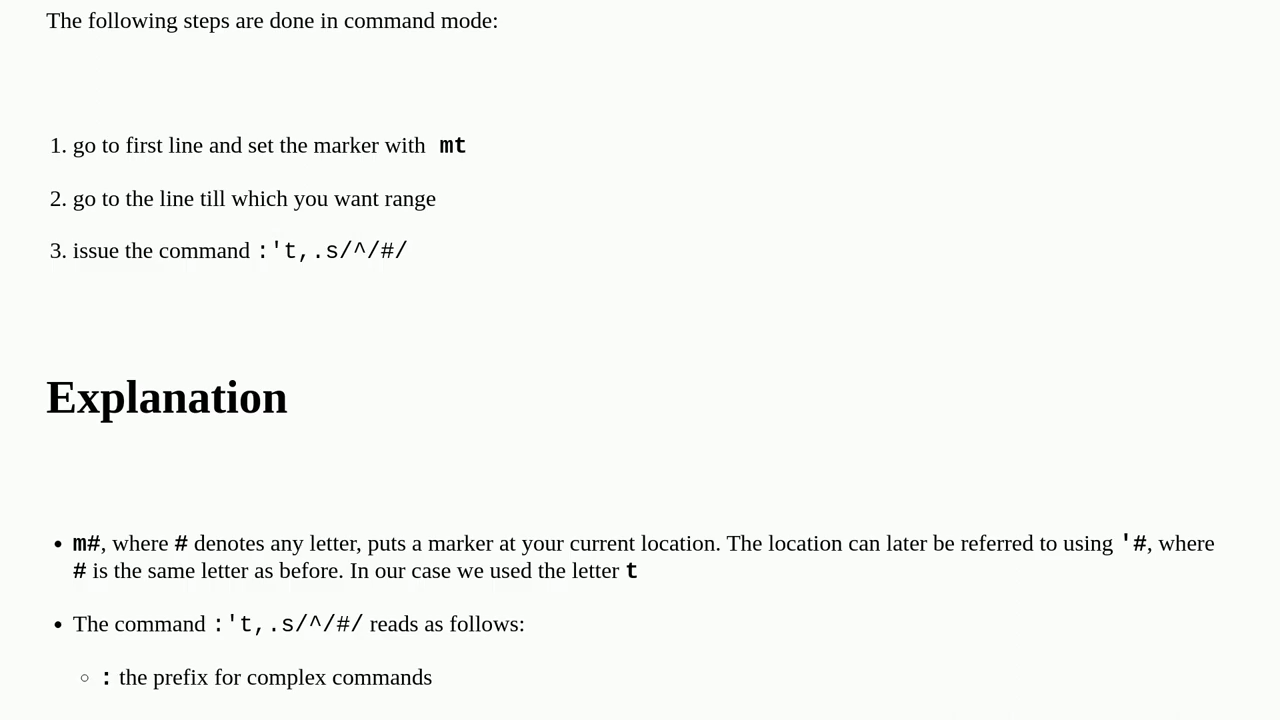 The following steps are done in command mode:
1. go to first line and set the marker with mt
2. go to the line till which you want range
3. issue the command :'t,.s/^/#/
Explanation
• m#, where # denotes any letter, puts a marker at your current location. The location can later be referred to using '#, where
# is the same letter as before. In our case we used the letter t
• The command :'t,.s/^/#/ reads as follows:
○ : the prefix for complex commands